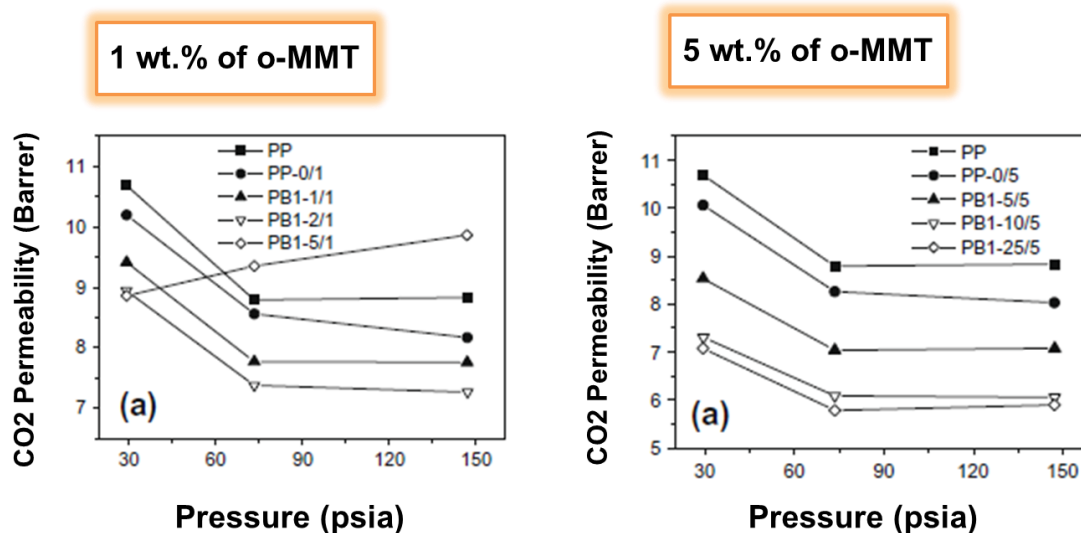 1 wt.% of o-MMT
CO2 Permeability (Barrer)
11
10
9
8
7
PP
PP-0/1
PB1-1/1
PB1-2/1
PB1-5/1
(a)
30 60 90 120 150
Pressure (psia)
5 wt.% of o-MMT
CO2 Permeability (Barrer)
11
10
9
8
7
6
5
PP
PP-0/5
PB1-5/5
PB1-10/5
PB1-25/5
(a)
30 60 90 120 150
Pressure (psia)